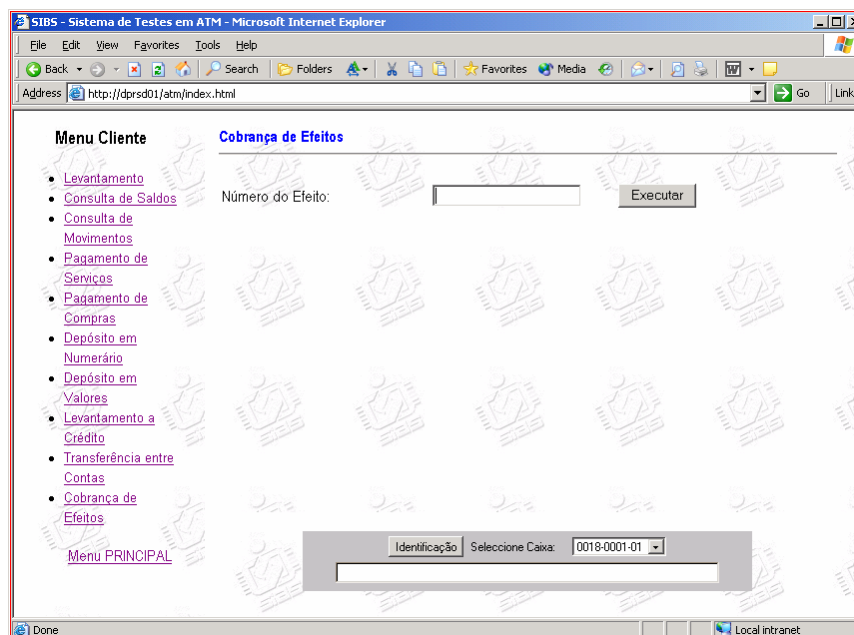 SIBS - Sistema de Testes em ATM - Microsoft Internet Explorer
File Edit View Favorites Tools Help
Back Search Folders Favorites Media
Address http://dprsd01/atm/index.html Go Link
Menu Cliente
Levantamento
Consulta de Saldos
Consulta de
Movimentos
Pagamento de
Serviços
Pagamento de
Compras
Depósito em
Numerário
Depósito em
Valores
Levantamento a
Crédito
Transferência entre
Contas
Cobrança de
Efeitos
Menu PRINCIPAL
Cobrança de Efeitos
Número do Efeito: Executar
Identificação Seleccione Caixa: 0018-0001-01
Done Local intranet